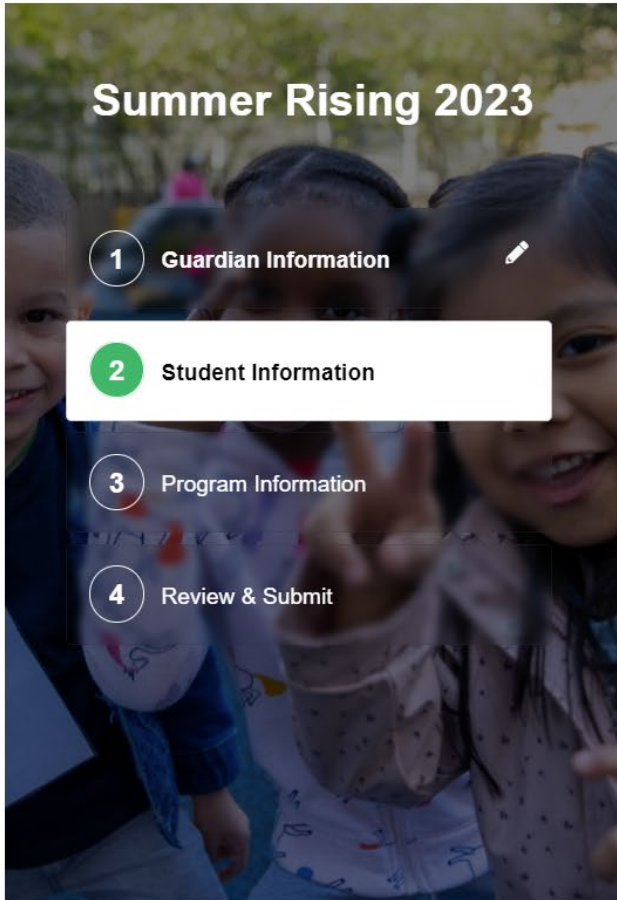 Summer Rising 2023
1 Guardian Information
2 Student Information
3 Program Information
4 Review & Submit